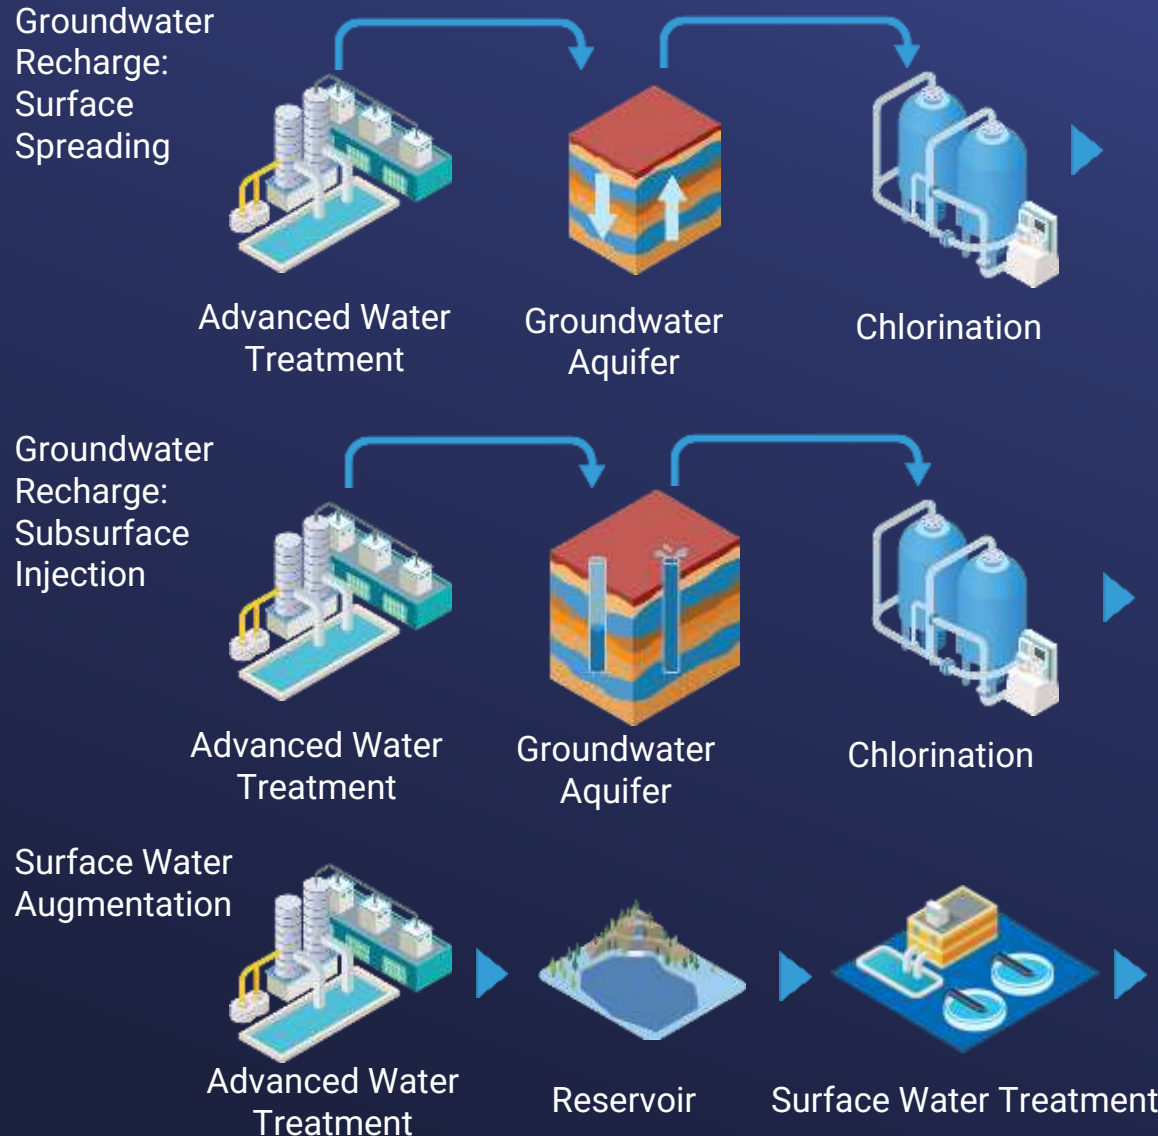 Groundwater
Recharge:
Surface
Spreading
Advanced Water
Treatment
Groundwater
Aquifer
Chlorination
Groundwater
Recharge:
Subsurface
Injection
Advanced Water
Treatment
Groundwater
Aquifer
Chlorination
Surface Water
Augmentation
Advanced Water
Treatment
Reservoir
Surface Water Treatment